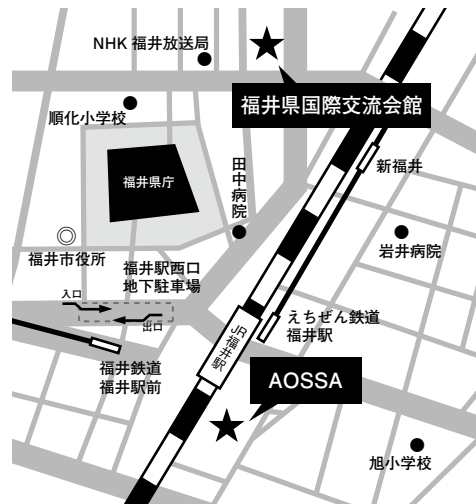 NHK 福井放送局
福井県国際交流会館
順化小学校
新福井
田中病院
福井県庁
岩井病院
福井市役所
福井駅西口
地下駐車場
入口
出口
えちぜん鉄道
福井駅
JR福井駅
福井鉄道
福井駅前
AOSSA
旭小学校